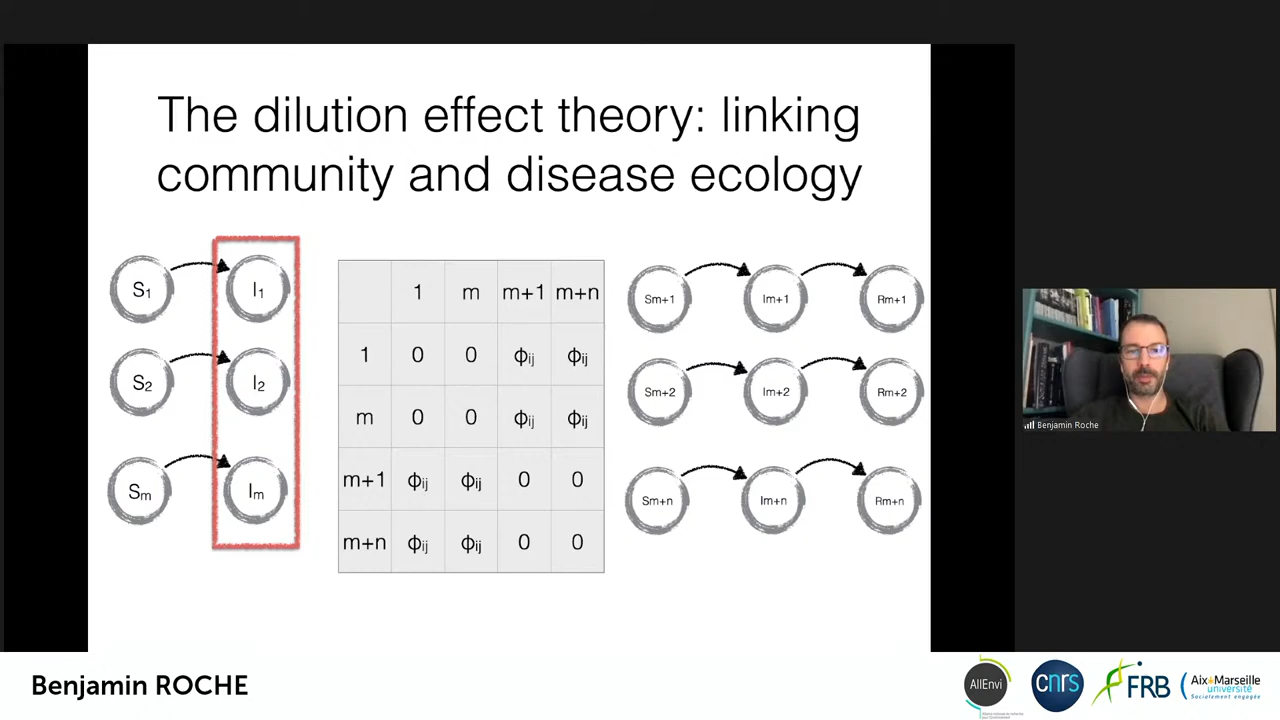 The dilution effect theory: linking
community and disease ecology
S1 I1
S2 I2
Sm Im
1 m m+1 m+n
1 0 0 ϕij ϕij
m 0 0 ϕij ϕij
m+1 ϕij ϕij 0 0
m+n ϕij ϕij 0 0
Sm+1 Im+1 Rm+1
Sm+2 Im+2 Rm+2
Sm+n Im+n Rm+n
Benjamin Roche
Benjamin ROCHE
AllEnvi
cnrs
FRB
Aix+Marseille
université
Socialement engagée